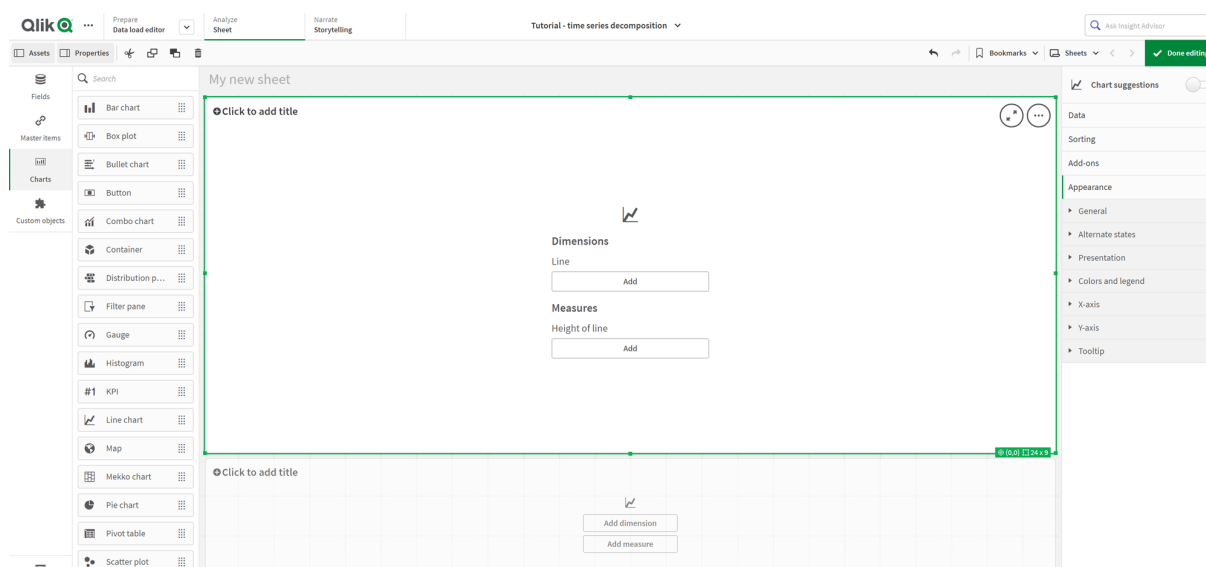 Qlik
...
Prepare
Data load editor
Analyze
Sheet
Narrate
Storytelling
Tutorial - time series decomposition
Ask Insight Advisor
Assets
Properties
Bookmarks
Sheets
Done editing
Fields
Master items
Charts
Custom objects
Search
Bar chart
Box plot
Bullet chart
Button
Combo chart
Container
Distribution p...
Filter pane
Gauge
Histogram
#1 KPI
Line chart
Map
Mekko chart
Pie chart
Pivot table
Scatter plot
My new sheet
Click to add title
Dimensions
Line
Add
Measures
Height of line
Add
(0,0) 24 x 9
Click to add title
Add dimension
Add measure
Chart suggestions
Data
Sorting
Add-ons
Appearance
General
Alternate states
Presentation
Colors and legend
X-axis
Y-axis
Tooltip